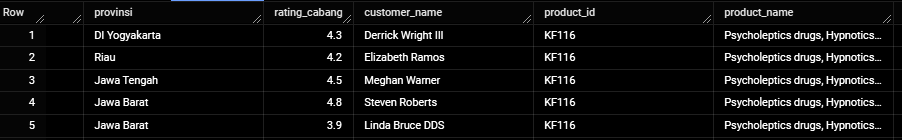 Row provinsi rating_cabang customer_name product_id product_name
1 DI Yogyakarta 4.3 Derrick Wright III KF116 Psycholeptics drugs, Hypnotics...
2 Riau 4.2 Elizabeth Ramos KF116 Psycholeptics drugs, Hypnotics...
3 Jawa Tengah 4.5 Meghan Warner KF116 Psycholeptics drugs, Hypnotics...
4 Jawa Barat 4.8 Steven Roberts KF116 Psycholeptics drugs, Hypnotics...
5 Jawa Barat 3.9 Linda Bruce DDS KF116 Psycholeptics drugs, Hypnotics...